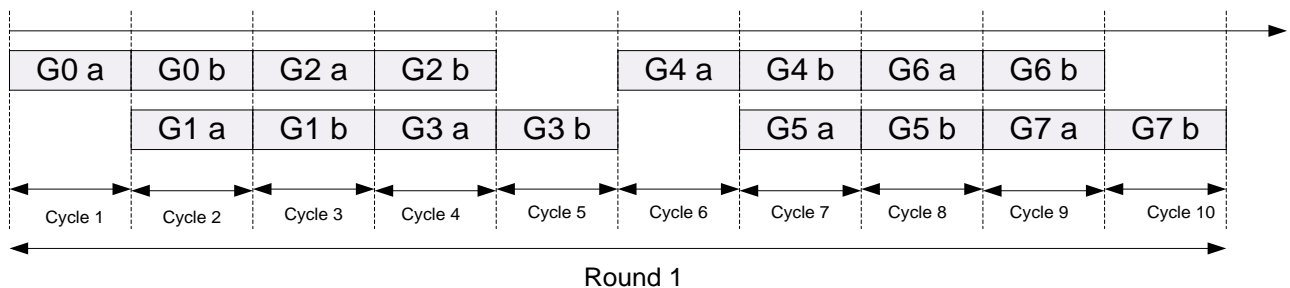 G0 a G0 b G2 a G2 b G4 a G4 b G6 a G6 b
G1 a G1 b G3 a G3 b G5 a G5 b G7 a G7 b
Cycle 1 Cycle 2 Cycle 3 Cycle 4 Cycle 5 Cycle 6 Cycle 7 Cycle 8 Cycle 9 Cycle 10
Round 1